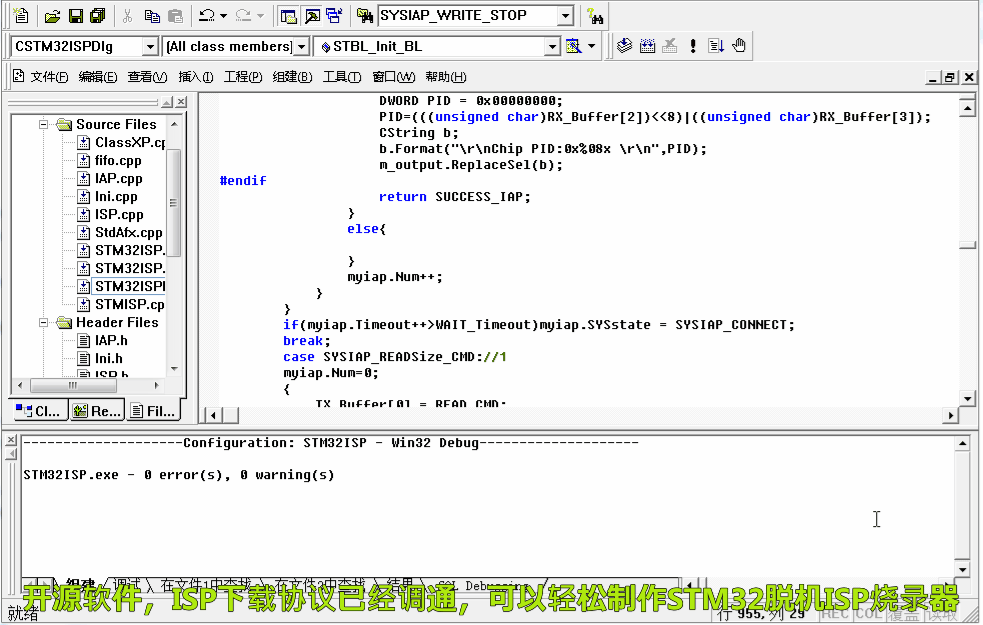 SYSIAP_WRITE_STOP
CSTM32ISPDlg
[All class members]
STBL_Init_BL
文件(F) 编辑(E) 查看(V) 插入(I) 工程(P) 组建(B) 工具(T) 窗口(W) 帮助(H)
Source Files
ClassXP.cp
fifo.cpp
IAP.cpp
Ini.cpp
ISP.cpp
StdAfx.cpp
STM32ISP.
STM32ISP.
STM32ISPI
STMISP.cp
Header Files
IAP.h
Ini.h
ISP.h
Cl... Re... Fil...
DWORD PID = 0x00000000;
PID=(((unsigned char)RX_Buffer[2])<<8)|((unsigned char)RX_Buffer[3]);
CString b;
b.Format("\r\nChip PID:0x%08x \r\n",PID);
m_output.ReplaceSel(b);
#endif
return SUCCESS_IAP;
}
else{
}
myiap.Num++;
}
}
if(myiap.Timeout++>WAIT_Timeout)myiap.SYSstate = SYSIAP_CONNECT;
break;
case SYSIAP_READSize_CMD://1
myiap.Num=0;
{
TX_Buffer[0] = READ_CMD;
--------------------Configuration: STM32ISP - Win32 Debug--------------------
STM32ISP.exe - 0 error(s), 0 warning(s)
组建 调试 在文件1中查找 在文件2中查找 结果 SQL Debugging
开源软件，ISP下载协议已经调通，可以轻松制作STM32脱机ISP烧录器
就绪
行 955, 列 29 REC COL 覆盖 读取